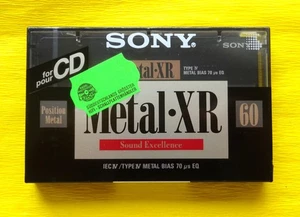 SONY
SONY
for
pour
CD
Metal-XR
TYPE IV
METAL BIAS 70 µs EQ
Position
Metal
Metal·XR
60
Sound Excellence
IEC IV/TYPE IV METAL BIAS 70 µs EQ